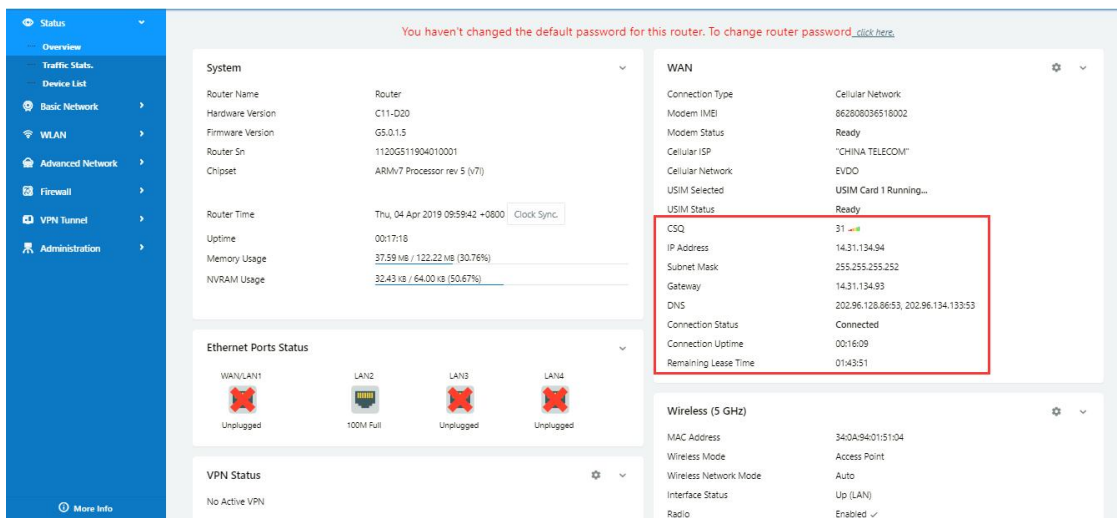 Status
You haven't changed the default password for this router. To change router password click here.
Overview
Traffic Stats.
Device List
Basic Network
WLAN
Advanced Network
Firewall
VPN Tunnel
Administration
More Info
System
Router Name Router
Hardware Version C11-D20
Firmware Version G5.0.1.5
Router Sn 1120G511904010001
Chipset ARMv7 Processor rev 5 (v7l)
Router Time Thu, 04 Apr 2019 09:59:42 +0800 Clock Sync.
Uptime 00:17:18
Memory Usage 37.59 MB / 122.22 MB (30.76%)
NVRAM Usage 32.43 KB / 64.00 KB (50.67%)
Ethernet Ports Status
WAN/LAN1 LAN2 LAN3 LAN4
Unplugged 100M Full Unplugged Unplugged
VPN Status
No Active VPN
WAN
Connection Type Cellular Network
Modem IMEI 862808036518002
Modem Status Ready
Cellular ISP "CHINA TELECOM"
Cellular Network EVDO
USIM Selected USIM Card 1 Running...
USIM Status Ready
CSQ 31
IP Address 14.31.134.94
Subnet Mask 255.255.255.252
Gateway 14.31.134.93
DNS 202.96.128.86:53, 202.96.134.133:53
Connection Status Connected
Connection Uptime 00:16:09
Remaining Lease Time 01:43:51
Wireless (5 GHz)
MAC Address 34:0A:94:01:51:04
Wireless Mode Access Point
Wireless Network Mode Auto
Interface Status Up (LAN)
Radio Enabled ✓